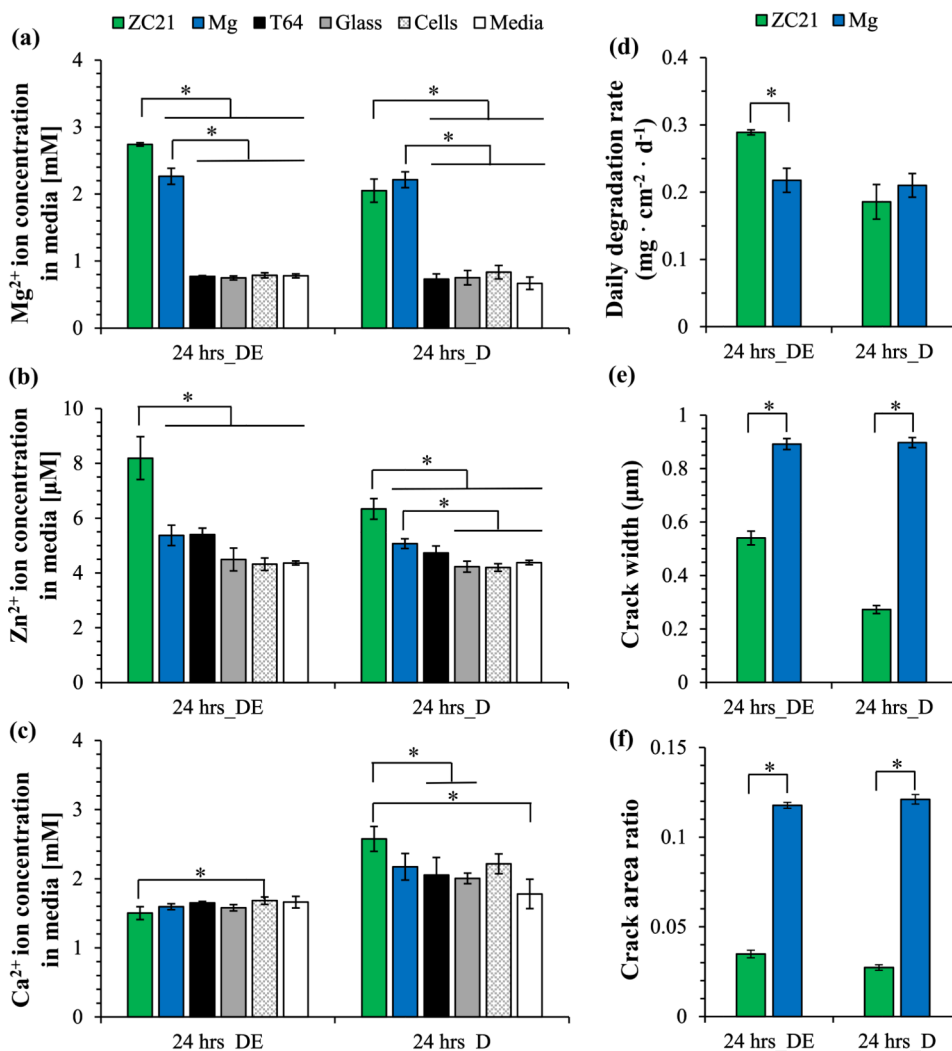 ZC21 Mg T64 Glass Cells Media
(a)
Mg²⁺ ion concentration
in media [mM]
4
3
2
1
0
*
*
*
*
24 hrs_DE 24 hrs_D
(b)
Zn²⁺ ion concentration
in media [µM]
10
8
6
4
2
0
*
*
*
24 hrs_DE 24 hrs_D
(c)
Ca²⁺ ion concentration
in media [mM]
4
3
2
1
0
*
*
*
24 hrs_DE 24 hrs_D
ZC21 Mg
(d)
Daily degradation rate
(mg · cm⁻² · d⁻¹)
0.4
0.3
0.2
0.1
0
*
24 hrs_DE 24 hrs_D
(e)
Crack width (µm)
1
0.8
0.6
0.4
0.2
0
*
*
24 hrs_DE 24 hrs_D
(f)
Crack area ratio
0.15
0.1
0.05
0
*
*
24 hrs_DE 24 hrs_D